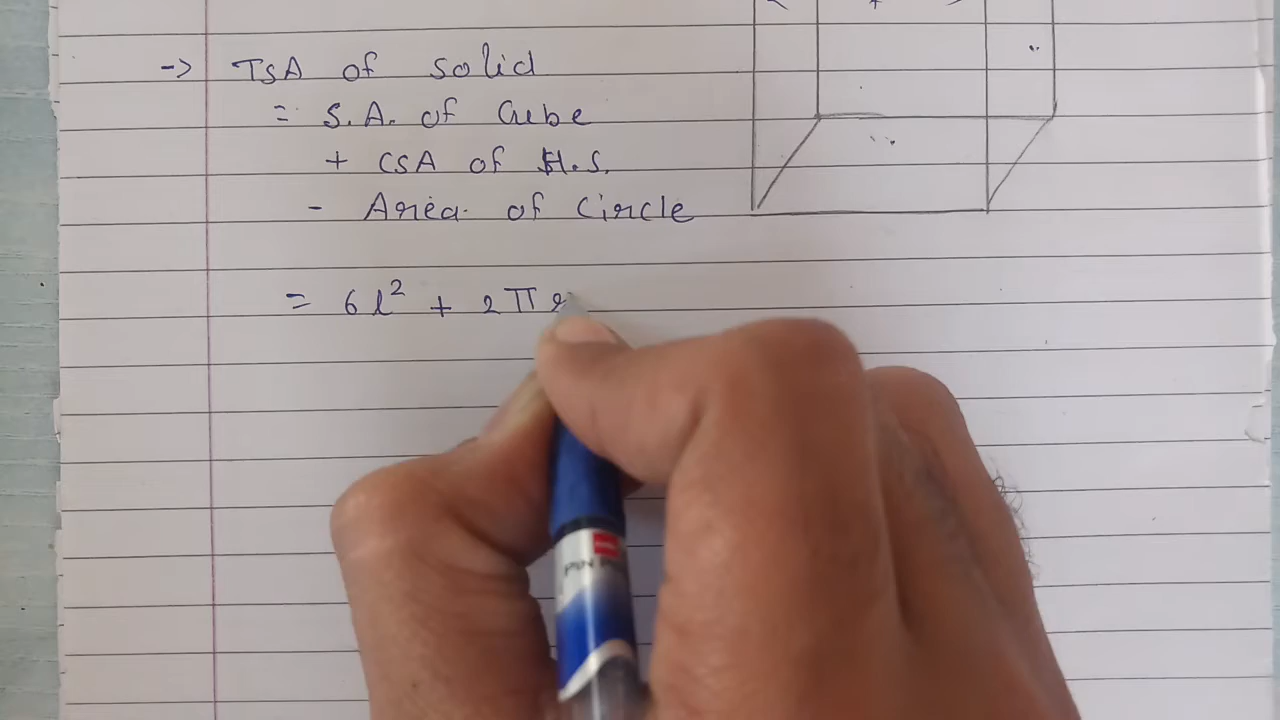 -> TSA of solid
= S.A. of Cube
+ CSA of H.S.
- Area of Circle
= 6l² + 2πr